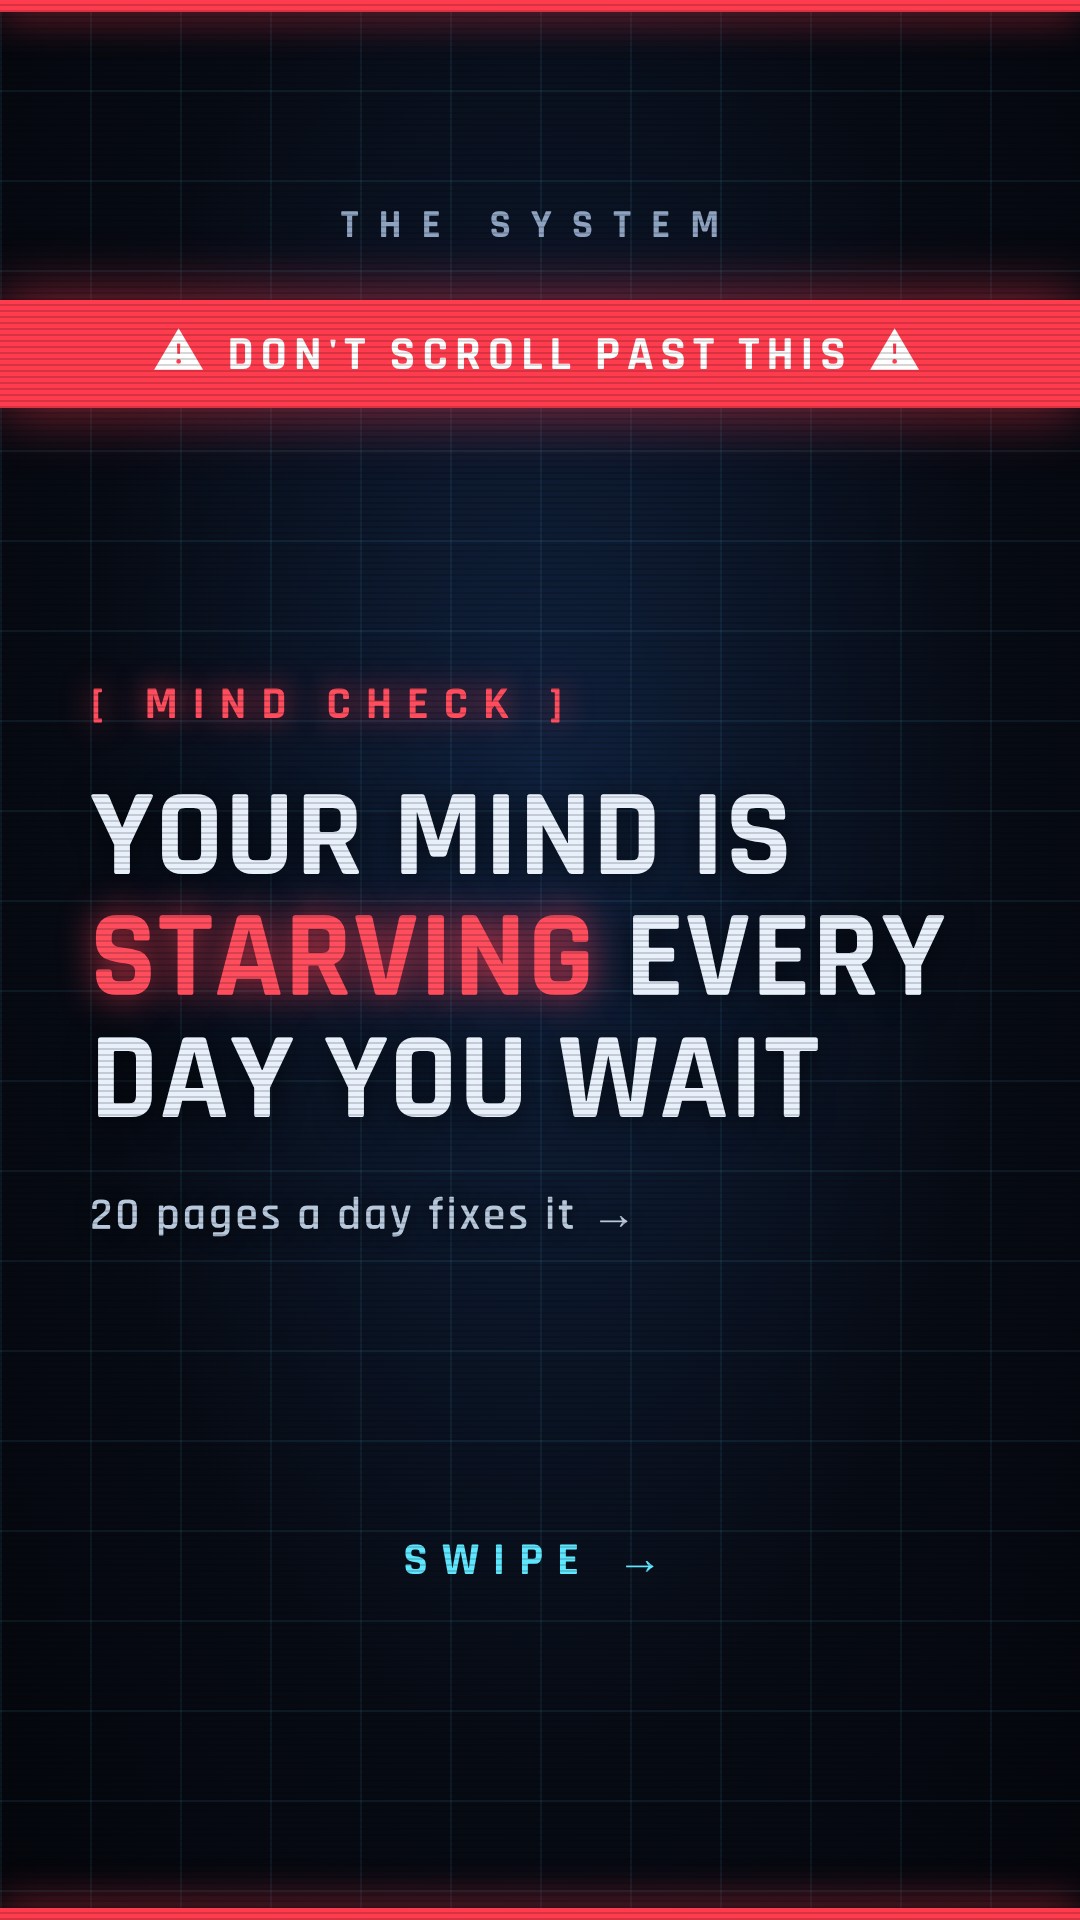 THE SYSTEM
⚠ DON'T SCROLL PAST THIS ⚠
[ MIND CHECK ]
YOUR MIND IS
STARVING EVERY
DAY YOU WAIT
20 pages a day fixes it →
SWIPE →